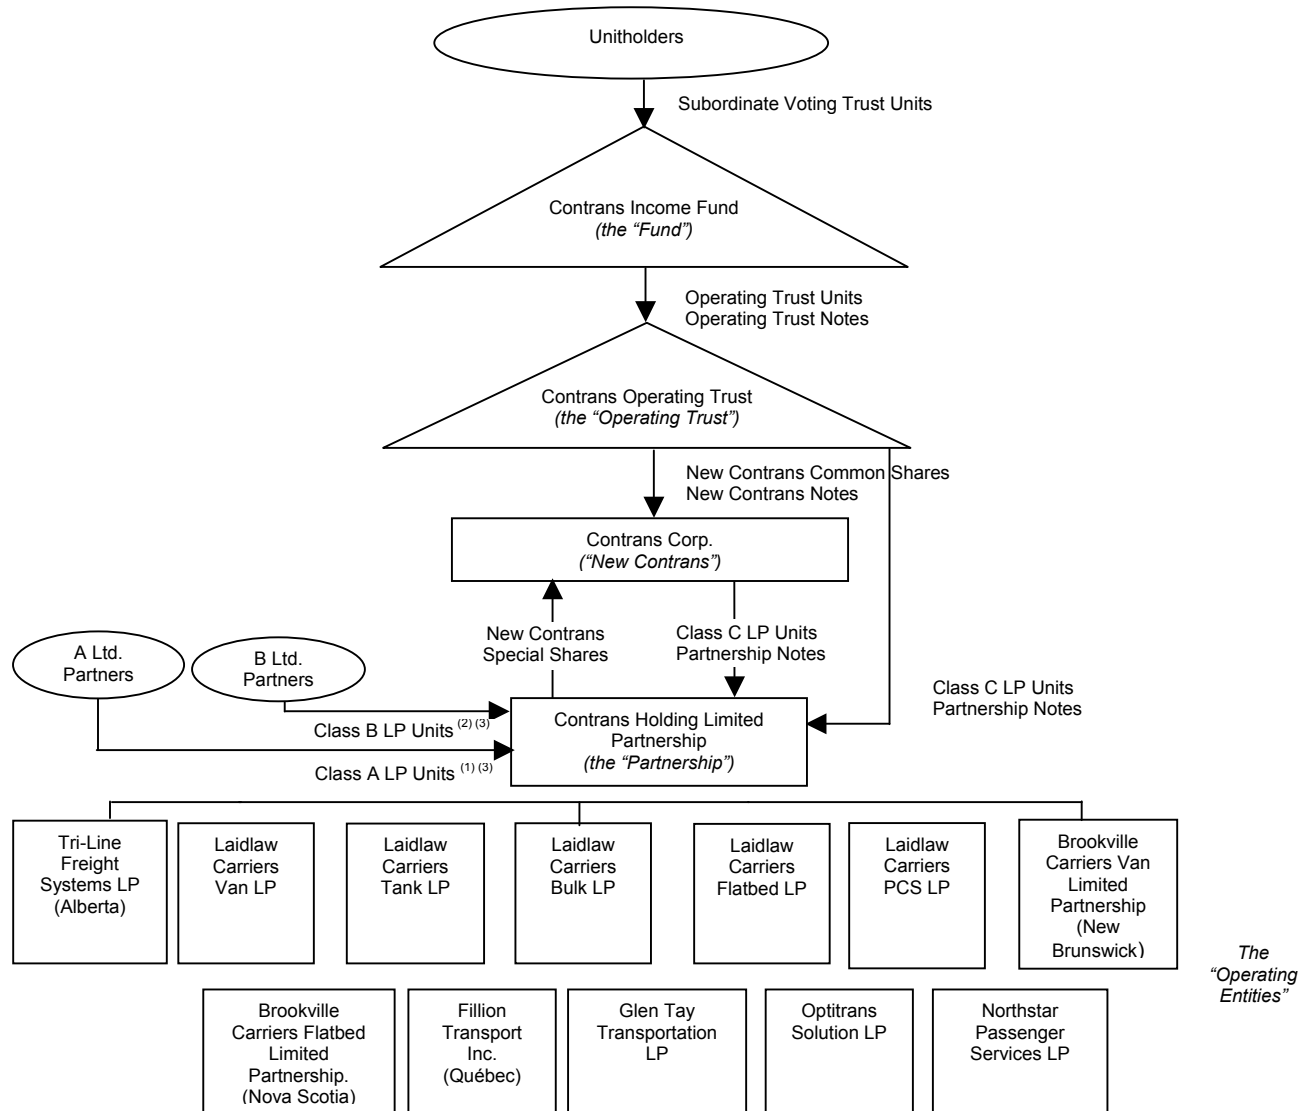 Unitholders
Subordinate Voting Trust Units
Contrans Income Fund
(the “Fund”)
Operating Trust Units
Operating Trust Notes
Contrans Operating Trust
(the “Operating Trust”)
New Contrans Common Shares
New Contrans Notes
Contrans Corp.
(“New Contrans”)
A Ltd.
Partners
B Ltd.
Partners
New Contrans
Special Shares
Class C LP Units
Partnership Notes
Class C LP Units
Partnership Notes
Class B LP Units (2) (3)
Class A LP Units (1) (3)
Contrans Holding Limited
Partnership
(the “Partnership”)
Tri-Line
Freight
Systems LP
(Alberta)
Laidlaw
Carriers
Van LP
Laidlaw
Carriers
Tank LP
Laidlaw
Carriers
Bulk LP
Laidlaw
Carriers
Flatbed LP
Laidlaw
Carriers
PCS LP
Brookville
Carriers Van
Limited
Partnership
(New
Brunswick)
The
“Operating
Entities”
Brookville
Carriers Flatbed
Limited
Partnership.
(Nova Scotia)
Fillion
Transport
Inc.
(Québec)
Glen Tay
Transportation
LP
Optitrans
Solution LP
Northstar
Passenger
Services LP